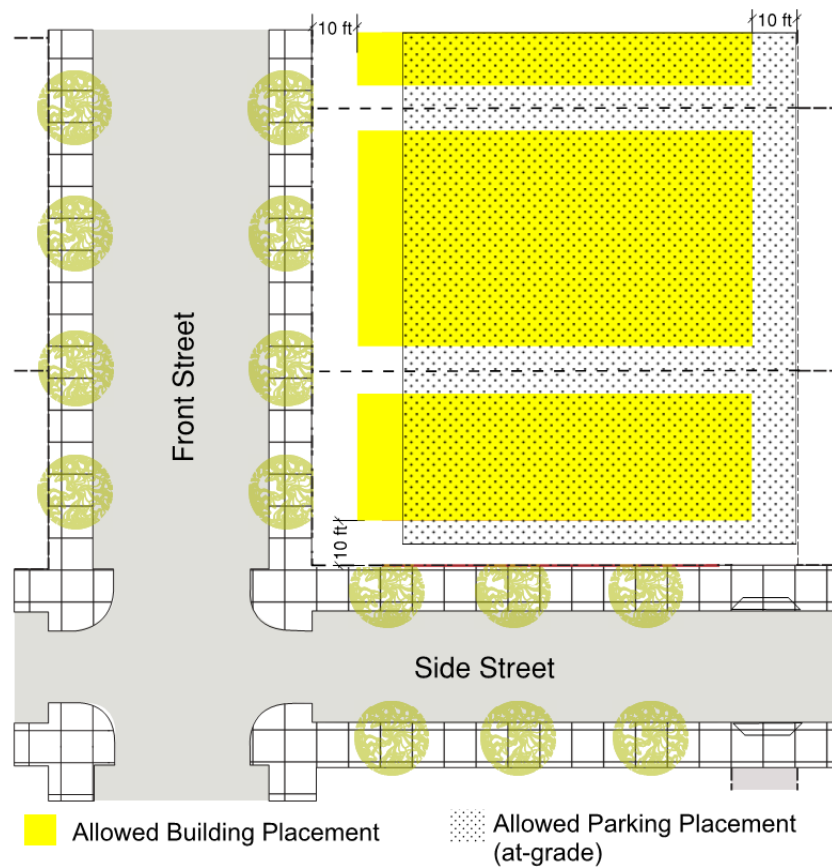 10 ft
10 ft
Front Street
10 ft
Side Street
Allowed Building Placement
Allowed Parking Placement
(at-grade)